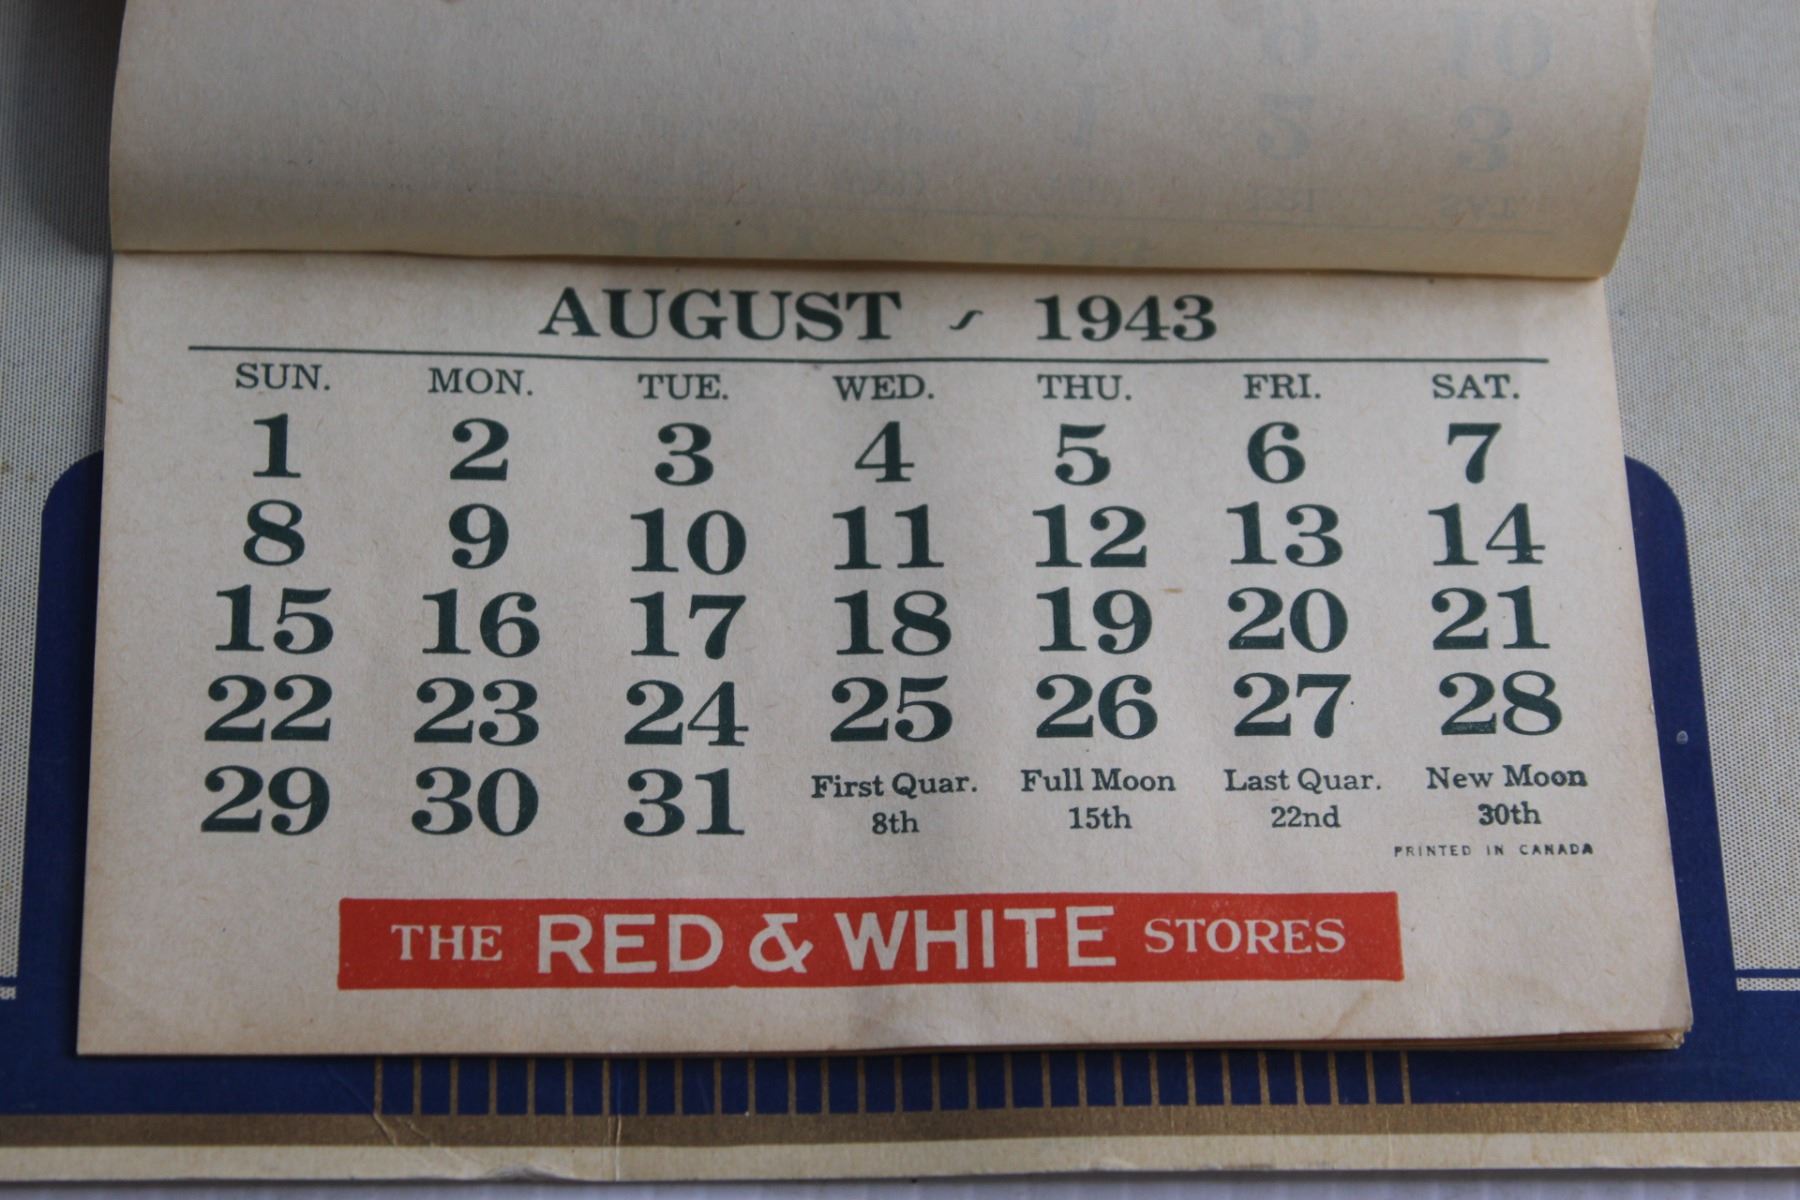 AUGUST ~ 1943
SUN. MON. TUE. WED. THU. FRI. SAT.
1 2 3 4 5 6 7
8 9 10 11 12 13 14
15 16 17 18 19 20 21
22 23 24 25 26 27 28
29 30 31 First Quar. Full Moon Last Quar. New Moon
8th 15th 22nd 30th
PRINTED IN CANADA
THE RED & WHITE STORES